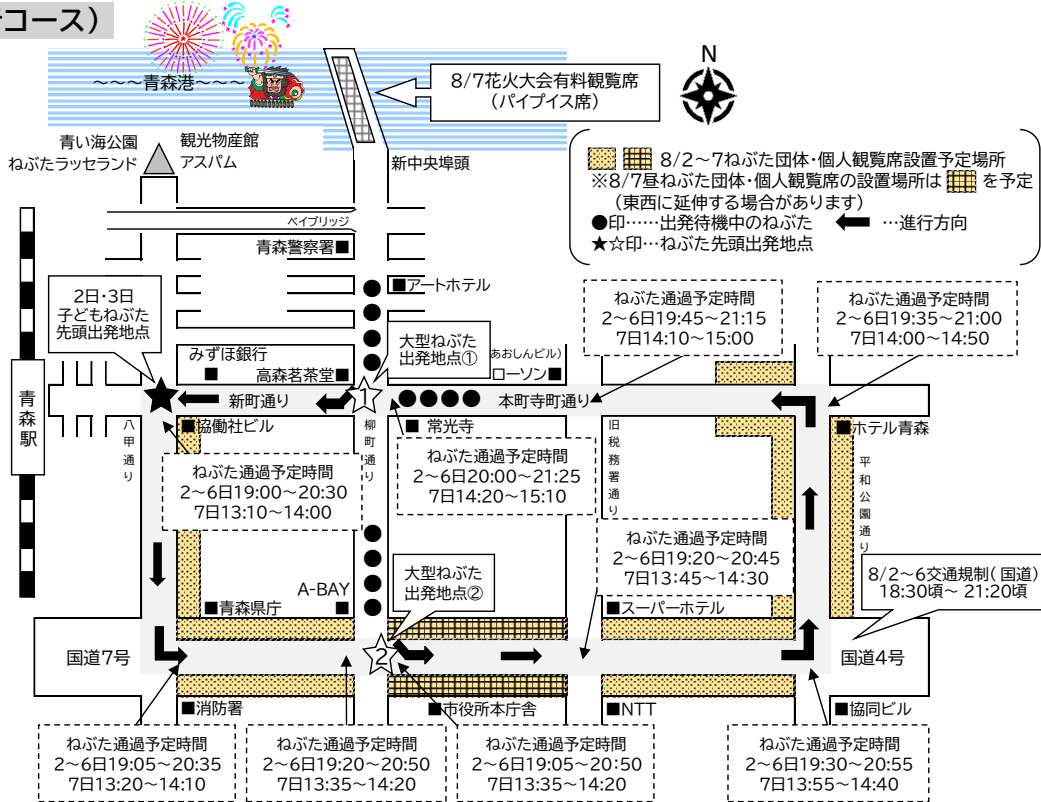 行コース)
～～～青森港～～～
8/7花火大会有料観覧席
(パイプイス席)
N
青い海公園
ねぶたラッセランド
観光物産館
アスパム
新中央埠頭
8/2～7ねぶた団体・個人観覧席設置予定場所
※8/7昼ねぶた団体・個人観覧席の設置場所は を予定
(東西に延伸する場合があります)
●印……出発待機中のねぶた …進行方向
★☆印…ねぶた先頭出発地点
ベイブリッジ
青森警察署■
■アートホテル
2日・3日
子どもねぶた
先頭出発地点
大型ねぶた
出発地点①
ねぶた通過予定時間
2～6日19:45～21:15
7日14:10～15:00
ねぶた通過予定時間
2～6日19:35～21:00
7日14:00～14:50
みずほ銀行
■
高森茗茶堂■
(あおしんビル)
ローソン■
青森駅
新町通り
1
本町寺町通り
八甲通り
■協働社ビル
柳町通り
■ 常光寺
旧税務署通り
■ホテル青森
平和公園通り
ねぶた通過予定時間
2～6日19:00～20:30
7日13:10～14:00
ねぶた通過予定時間
2～6日20:00～21:25
7日14:20～15:10
ねぶた通過予定時間
2～6日19:20～20:45
7日13:45～14:30
8/2～6交通規制(国道)
18:30頃～ 21:20頃
大型ねぶた
出発地点②
■青森県庁
A-BAY
■
■スーパーホテル
国道7号
2
国道4号
■消防署
■市役所本庁舎
■NTT
■協同ビル
ねぶた通過予定時間
2～6日19:05～20:35
7日13:20～14:10
ねぶた通過予定時間
2～6日19:20～20:50
7日13:35～14:20
ねぶた通過予定時間
2～6日19:05～20:50
7日13:35～14:20
ねぶた通過予定時間
2～6日19:30～20:55
7日13:55～14:40